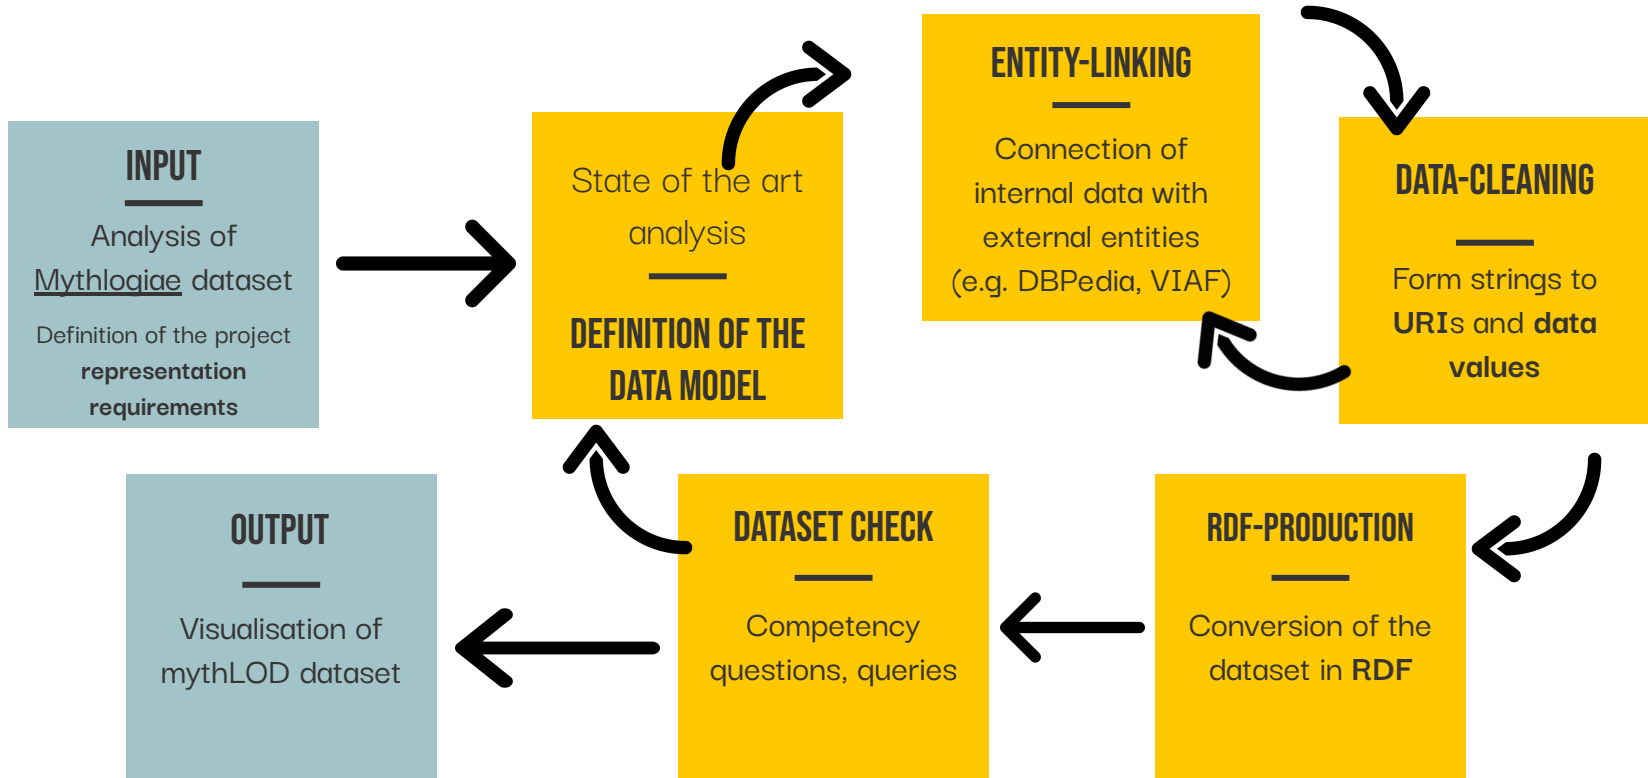 INPUT
Analysis of
Mythlogiae dataset
Definition of the project
representation
requirements
State of the art
analysis
DEFINITION OF THE
DATA MODEL
ENTITY-LINKING
Connection of
internal data with
external entities
(e.g. DBPedia, VIAF)
DATA-CLEANING
Form strings to
URIs and data
values
OUTPUT
Visualisation of
mythLOD dataset
DATASET CHECK
Competency
questions, queries
RDF-PRODUCTION
Conversion of the
dataset in RDF